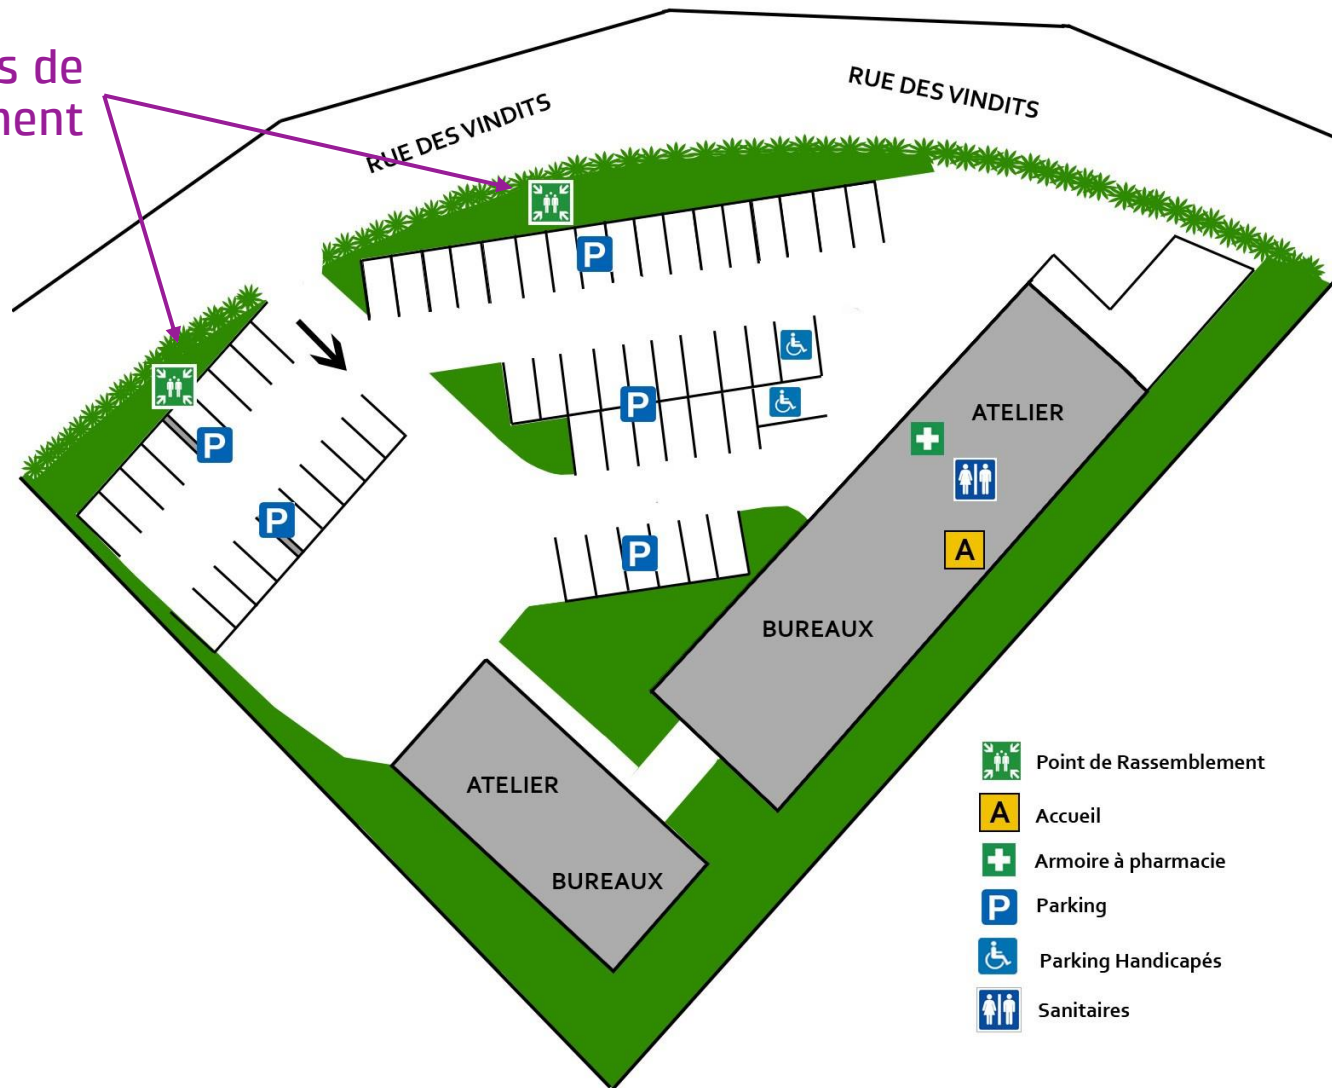 s de
ment
RUE DES VINDITS
RUE DES VINDITS
P
P
P
P
P
ATELIER
A
BUREAUX
ATELIER
BUREAUX
Point de Rassemblement
A Accueil
Armoire à pharmacie
P Parking
Parking Handicapés
Sanitaires